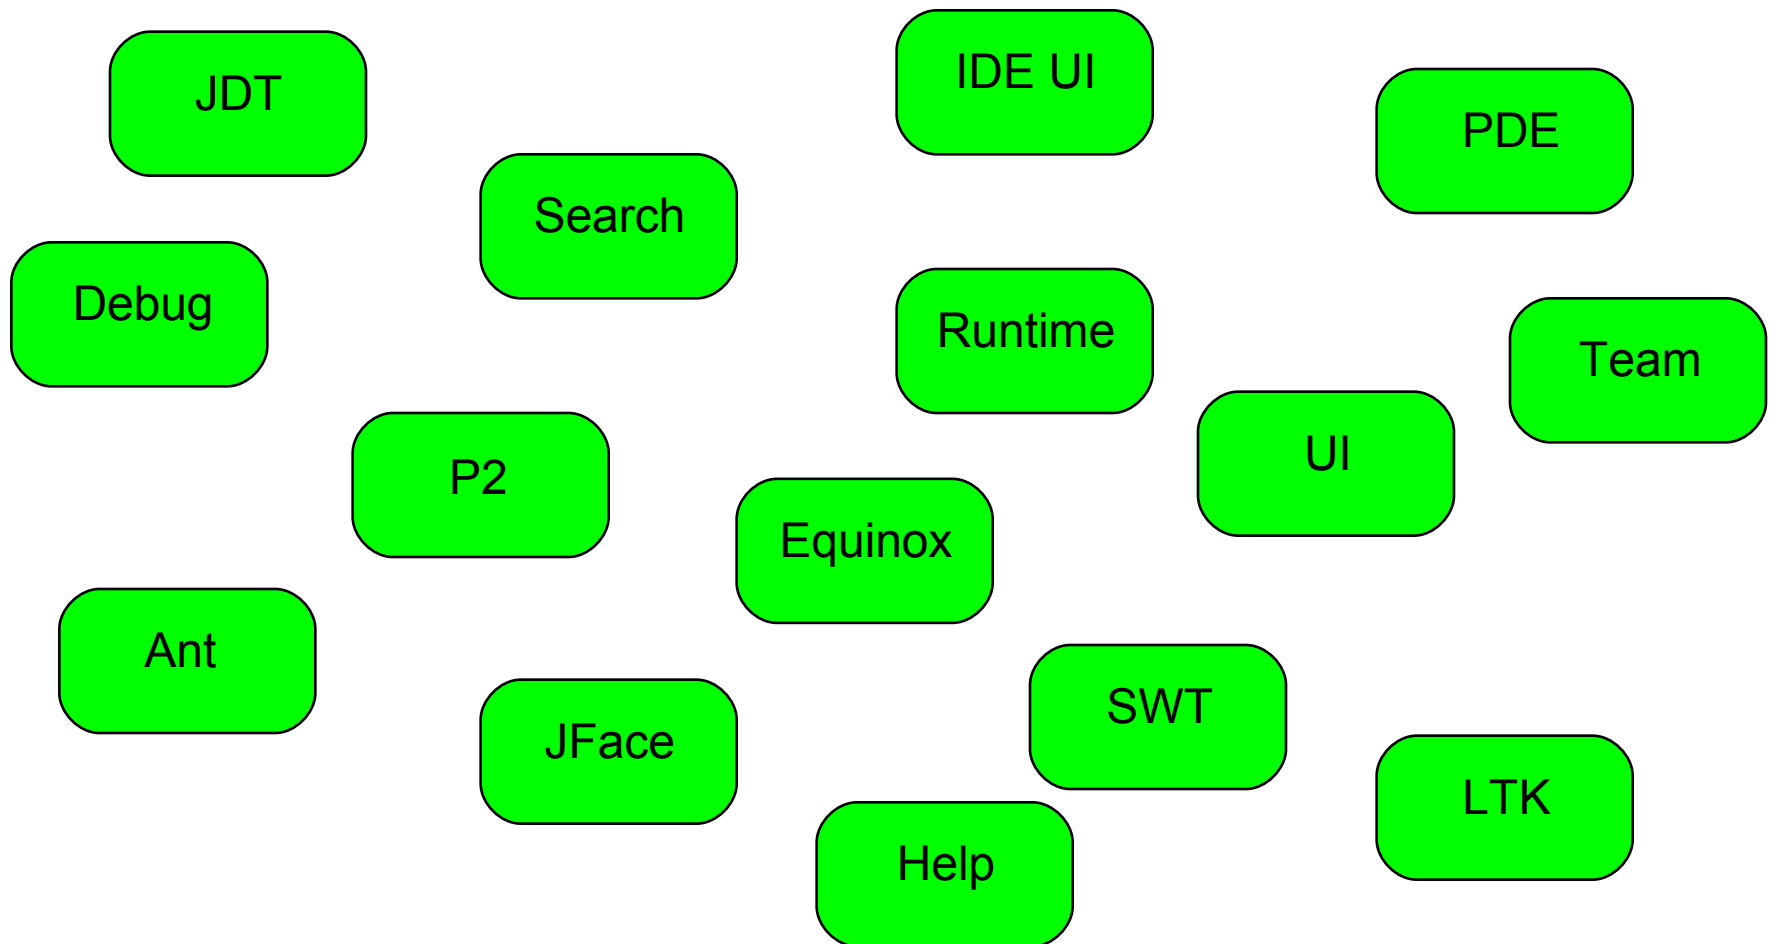 JDT
IDE UI
PDE
Search
Debug
Runtime
Team
UI
P2
Equinox
Ant
SWT
JFace
LTK
Help